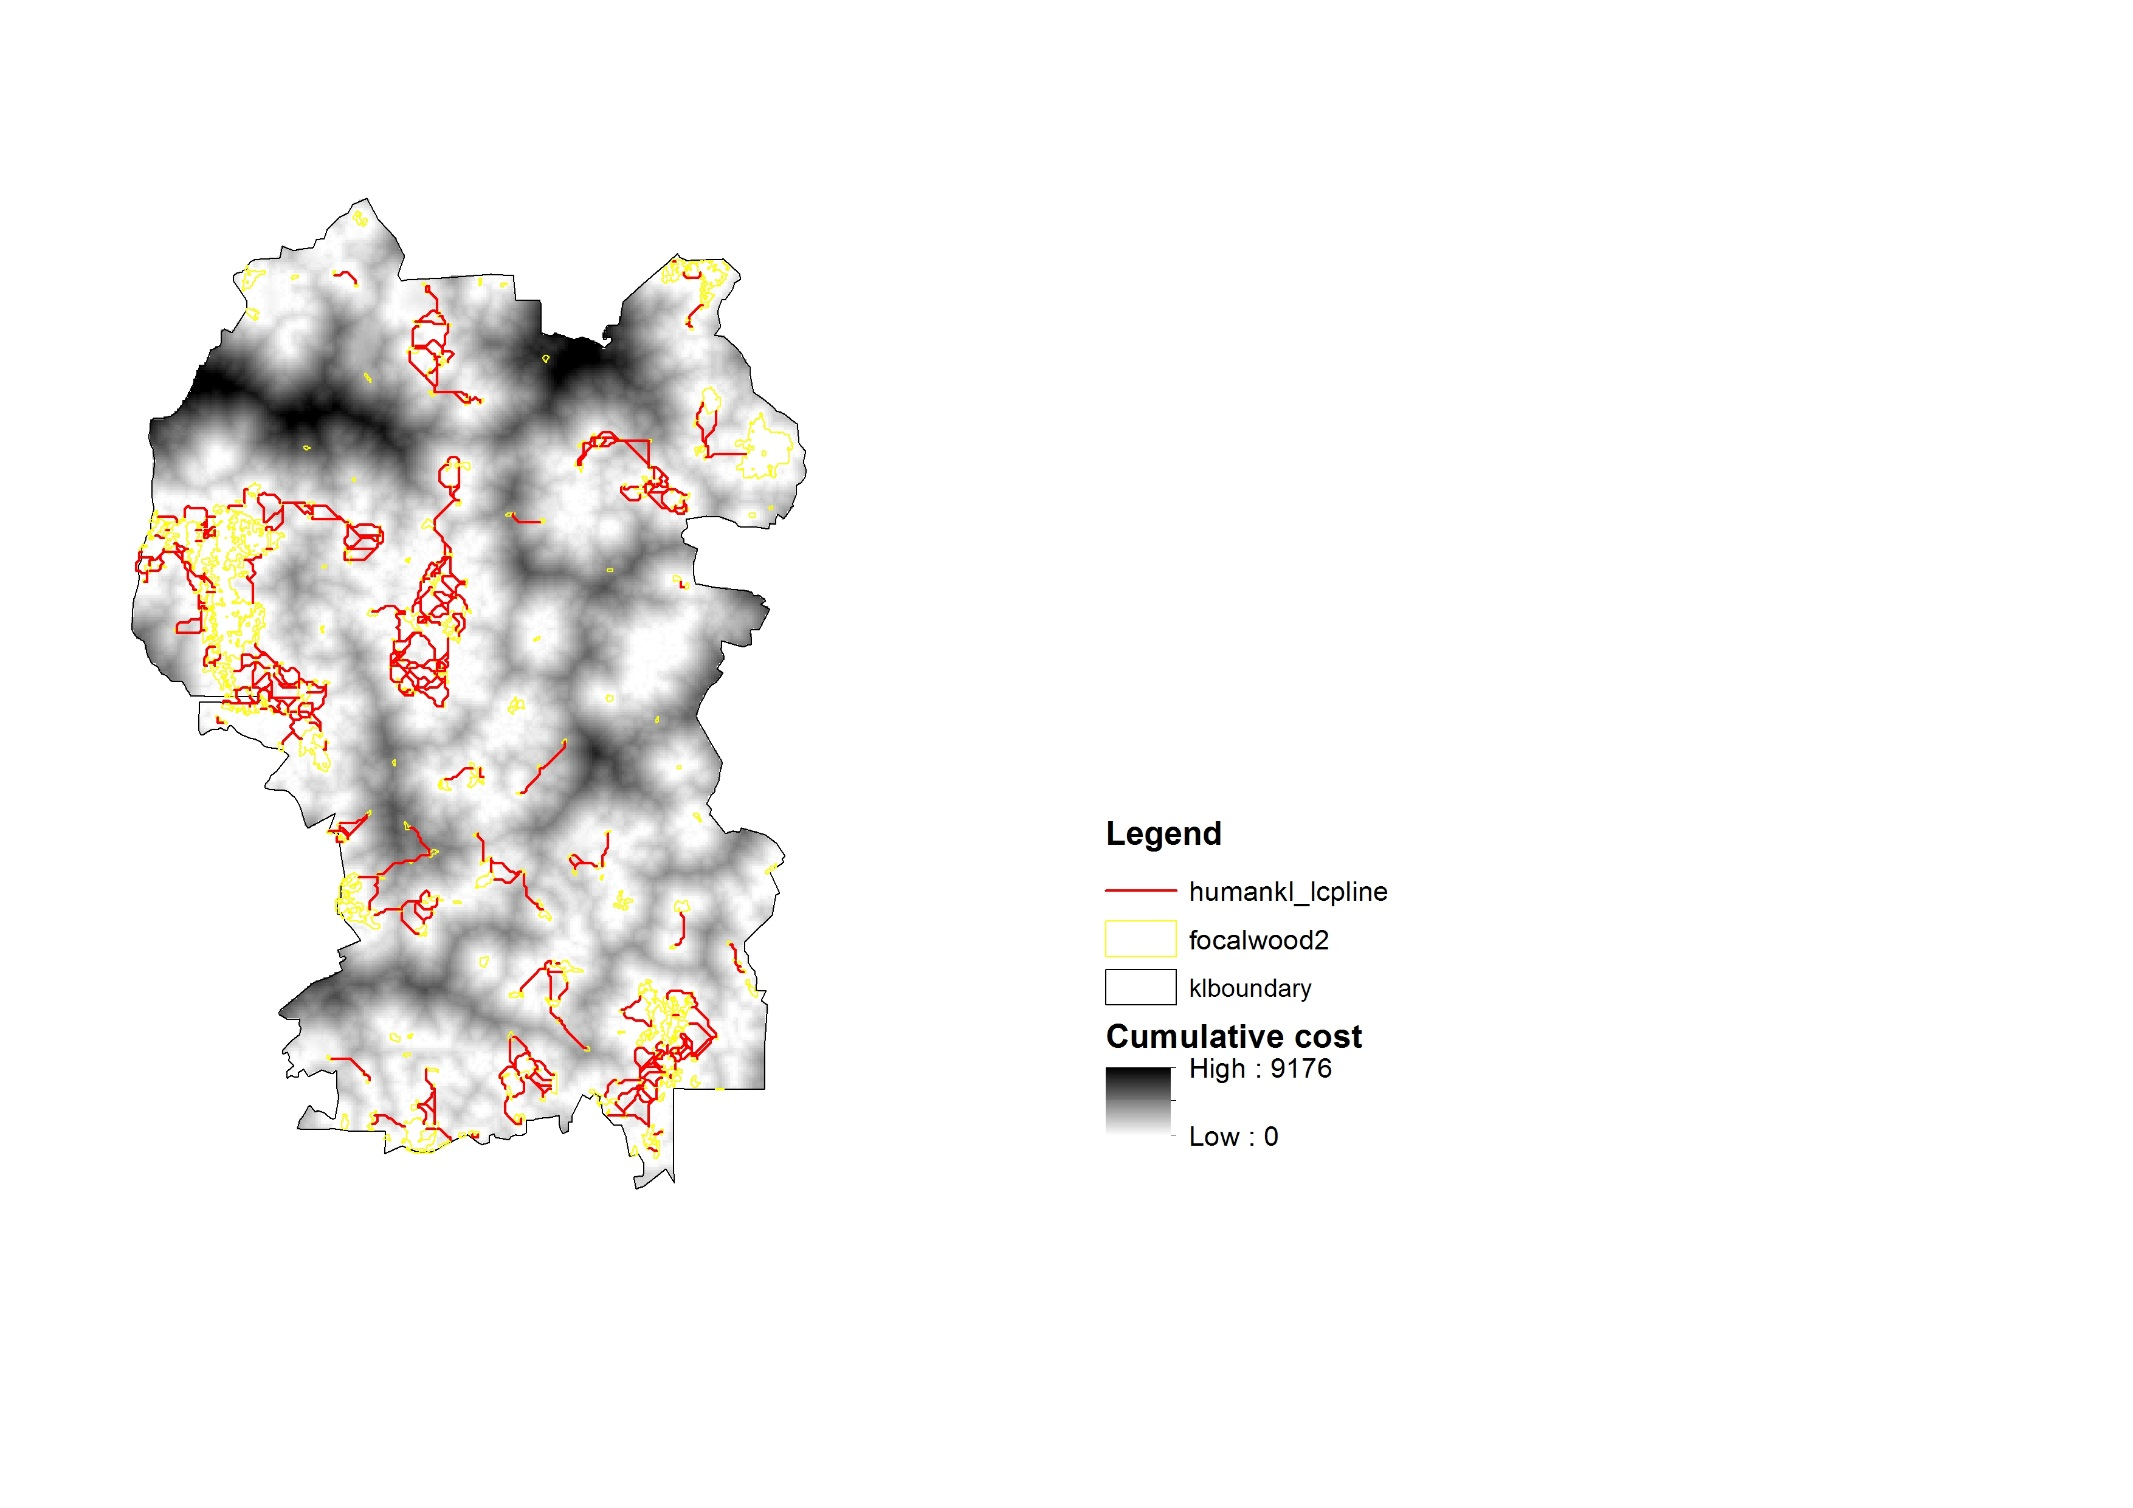 Legend
humankl_lcpline
focalwood2
klboundary
Cumulative cost
High : 9176
Low : 0